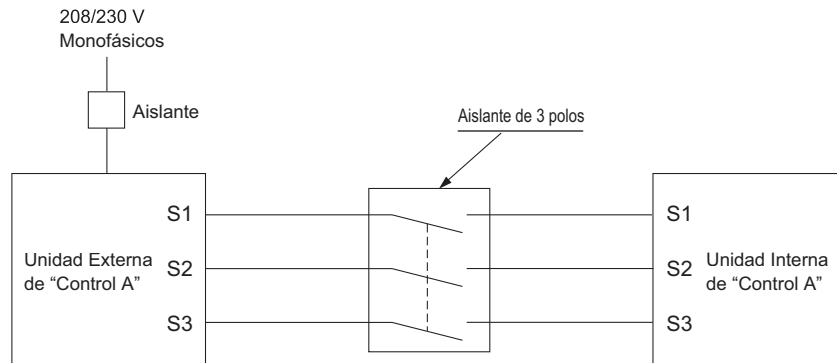 208/230 V
Monofásicos
Aislante
Aislante de 3 polos
S1
S1
Unidad Externa
de “Control A”
S2
S2
Unidad Interna
de “Control A”
S3
S3